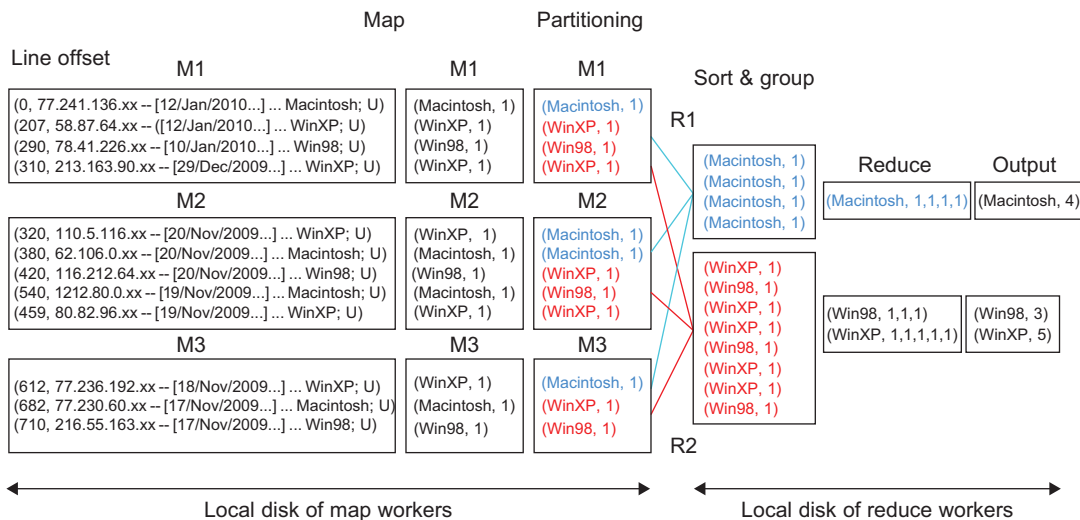 Map
Partitioning
Line offset
M1
(0, 77.241.136.xx -- [12/Jan/2010...] ... Macintosh; U)
(207, 58.87.64.xx -- ([12/Jan/2010...] ... WinXP; U)
(290, 78.41.226.xx -- [10/Jan/2010...] ... Win98; U)
(310, 213.163.90.xx -- [29/Dec/2009...] ... WinXP; U)
M2
(320, 110.5.116.xx -- [20/Nov/2009...] ... WinXP; U)
(380, 62.106.0.xx -- [20/Nov/2009...] ... Macintosh; U)
(420, 116.212.64.xx -- [20/Nov/2009...] ... Win98; U)
(540, 1212.80.0.xx -- [19/Nov/2009...] ... Macintosh; U)
(459, 80.82.96.xx -- [19/Nov/2009...] ... WinXP; U)
M3
(612, 77.236.192.xx -- [18/Nov/2009...] ... WinXP; U)
(682, 77.230.60.xx -- [17/Nov/2009...] ... Macintosh; U)
(710, 216.55.163.xx -- [17/Nov/2009...] ... Win98; U)
M1
(Macintosh, 1)
(WinXP, 1)
(Win98, 1)
(WinXP, 1)
M2
(WinXP, 1)
(Macintosh, 1)
(Win98, 1)
(Macintosh, 1)
(WinXP, 1)
M3
(WinXP, 1)
(Macintosh, 1)
(Win98, 1)
M1
(Macintosh, 1)
(WinXP, 1)
(Win98, 1)
(WinXP, 1)
M2
(Macintosh, 1)
(Macintosh, 1)
(WinXP, 1)
(Win98, 1)
(WinXP, 1)
M3
(Macintosh, 1)
(WinXP, 1)
(Win98, 1)
Sort & group
R1
(Macintosh, 1)
(Macintosh, 1)
(Macintosh, 1)
(Macintosh, 1)
(WinXP, 1)
(Win98, 1)
(WinXP, 1)
(WinXP, 1)
(Win98, 1)
(WinXP, 1)
(WinXP, 1)
(Win98, 1)
R2
Reduce
(Macintosh, 1,1,1,1)
(Win98, 1,1,1)
(WinXP, 1,1,1,1,1)
Output
(Macintosh, 4)
(Win98, 3)
(WinXP, 5)
Local disk of map workers
Local disk of reduce workers